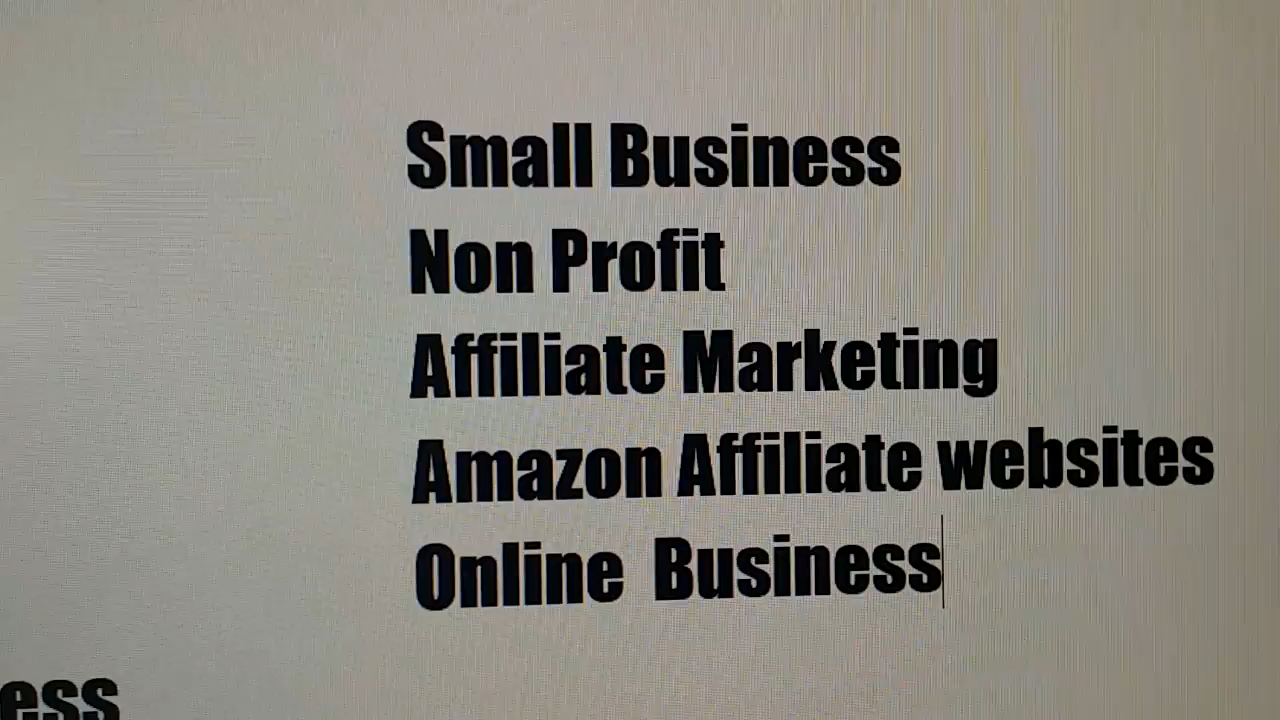 Small Business
Non Profit
Affiliate Marketing
Amazon Affiliate websites
Online Business